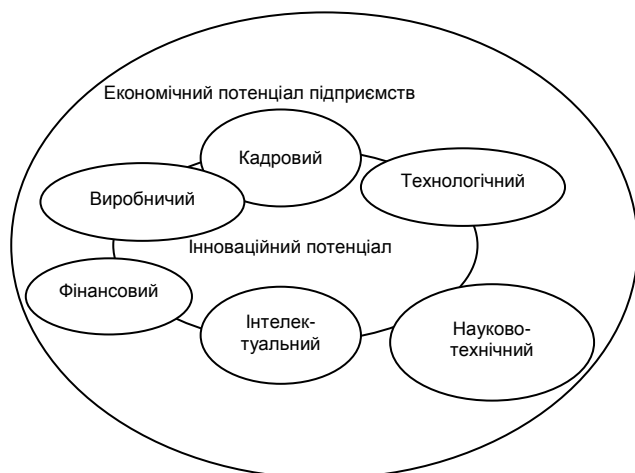 Економічний потенціал підприємств
Кадровий
Технологічний
Виробничий
Інноваційний потенціал
Фінансовий
Інтелек-
туальний
Науково-
технічний